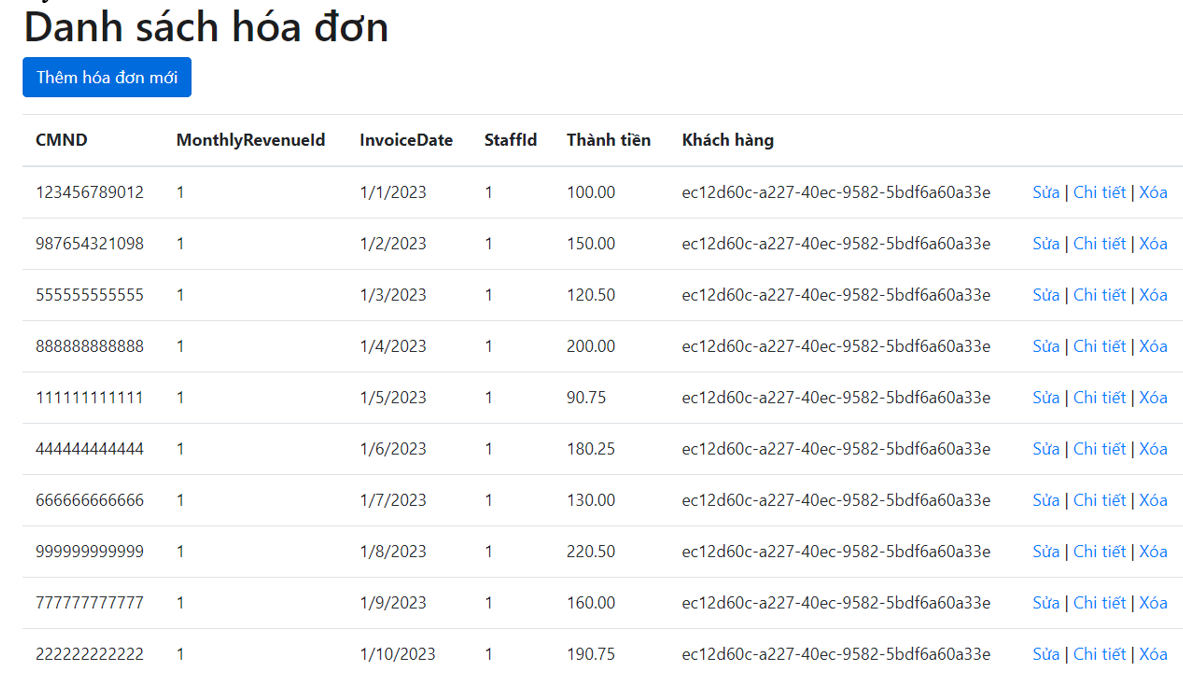 Danh sách hóa đơn
Thêm hóa đơn mới
CMND MonthlyRevenueId InvoiceDate StaffId Thành tiền Khách hàng
123456789012 1 1/1/2023 1 100.00 ec12d60c-a227-40ec-9582-5bdf6a60a33e Sửa | Chi tiết | Xóa
987654321098 1 1/2/2023 1 150.00 ec12d60c-a227-40ec-9582-5bdf6a60a33e Sửa | Chi tiết | Xóa
555555555555 1 1/3/2023 1 120.50 ec12d60c-a227-40ec-9582-5bdf6a60a33e Sửa | Chi tiết | Xóa
888888888888 1 1/4/2023 1 200.00 ec12d60c-a227-40ec-9582-5bdf6a60a33e Sửa | Chi tiết | Xóa
111111111111 1 1/5/2023 1 90.75 ec12d60c-a227-40ec-9582-5bdf6a60a33e Sửa | Chi tiết | Xóa
444444444444 1 1/6/2023 1 180.25 ec12d60c-a227-40ec-9582-5bdf6a60a33e Sửa | Chi tiết | Xóa
666666666666 1 1/7/2023 1 130.00 ec12d60c-a227-40ec-9582-5bdf6a60a33e Sửa | Chi tiết | Xóa
999999999999 1 1/8/2023 1 220.50 ec12d60c-a227-40ec-9582-5bdf6a60a33e Sửa | Chi tiết | Xóa
777777777777 1 1/9/2023 1 160.00 ec12d60c-a227-40ec-9582-5bdf6a60a33e Sửa | Chi tiết | Xóa
222222222222 1 1/10/2023 1 190.75 ec12d60c-a227-40ec-9582-5bdf6a60a33e Sửa | Chi tiết | Xóa